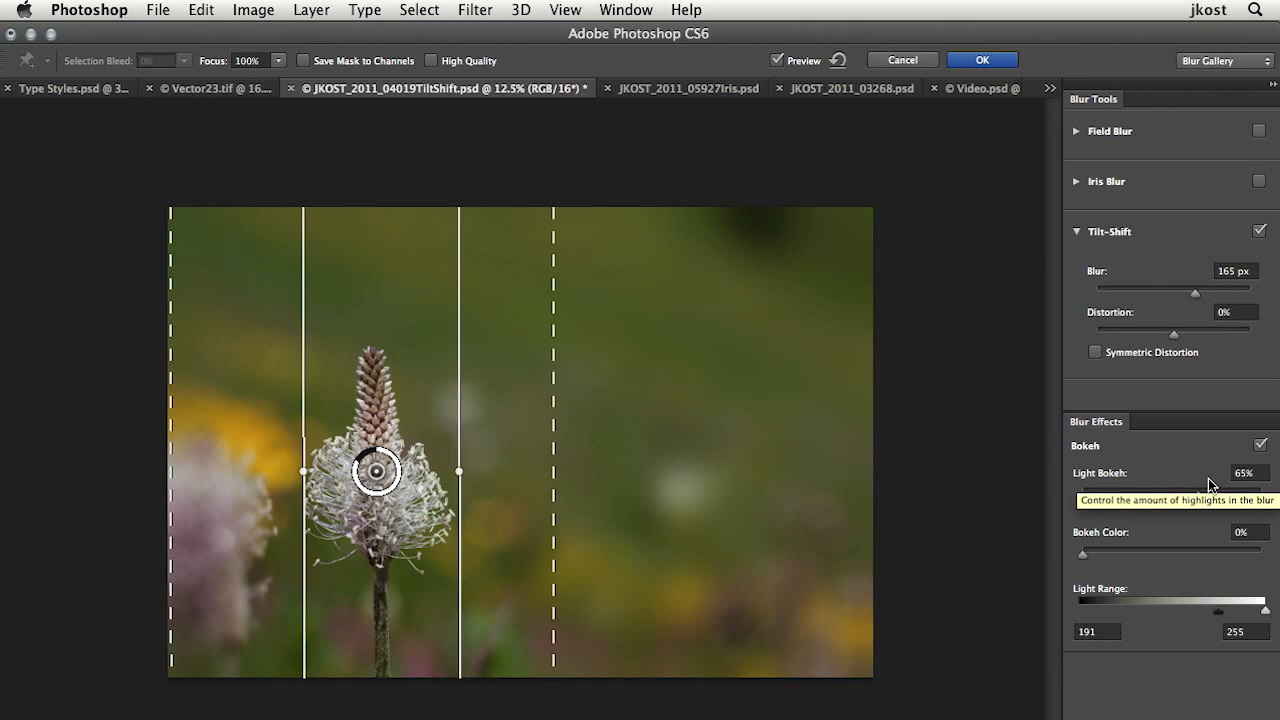 Photoshop File Edit Image Layer Type Select Filter 3D View Window Help jkost
Adobe Photoshop CS6
Selection Bleed: 0% Focus: 100% Save Mask to Channels High Quality Preview Cancel OK Blur Gallery
× Type Styles.psd @ 3... × © Vector23.tif @ 16.... × © JKOST_2011_04019TiltShift.psd @ 12.5% (RGB/16*) * × JKOST_2011_05927Iris.psd × JKOST_2011_03268.psd × © Video.psd @ >>
Blur Tools
Field Blur
Iris Blur
Tilt-Shift
Blur: 165 px
Distortion: 0%
Symmetric Distortion
Blur Effects
Bokeh
Light Bokeh: 65%
Control the amount of highlights in the blur
Bokeh Color: 0%
Light Range:
191 255